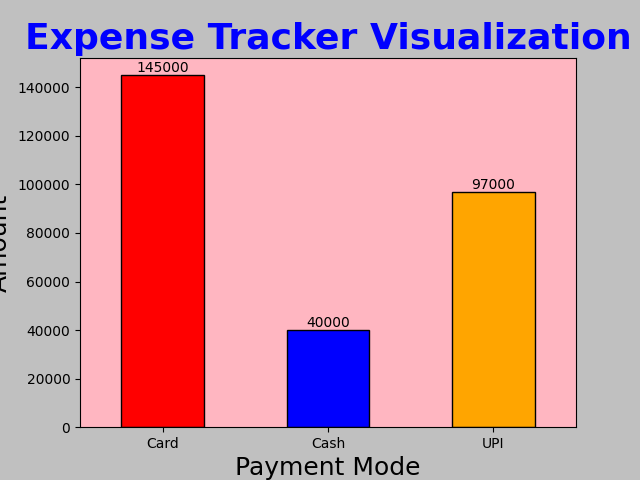 Expense Tracker Visualization
145000
140000
120000
100000
97000
80000
60000
40000
40000
20000
0
Card Cash UPI
Amount
Payment Mode